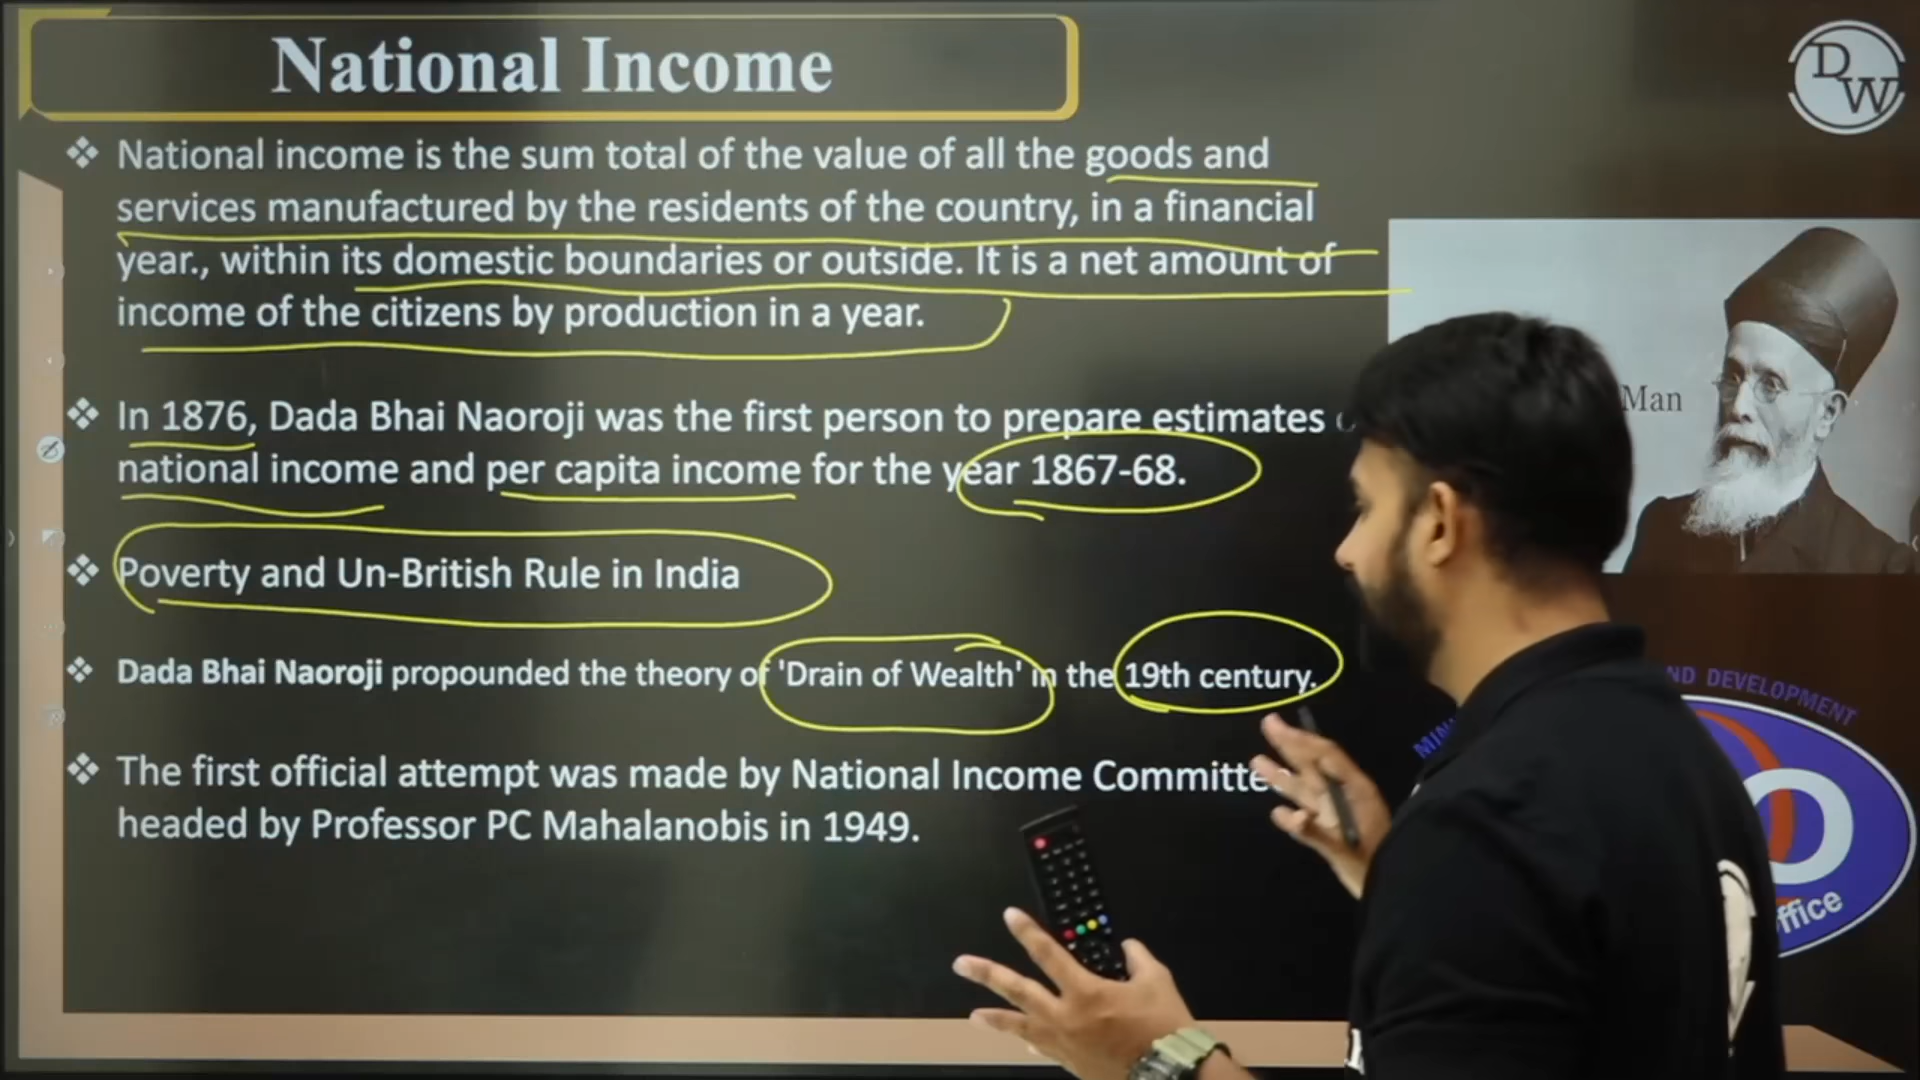 National Income
DW
❖ National income is the sum total of the value of all the goods and
services manufactured by the residents of the country, in a financial
year., within its domestic boundaries or outside. It is a net amount of
income of the citizens by production in a year.
❖ In 1876, Dada Bhai Naoroji was the first person to prepare estimates
national income and per capita income for the year 1867-68.
Man
❖ Poverty and Un-British Rule in India
❖ Dada Bhai Naoroji propounded the theory of 'Drain of Wealth' in the 19th century.
❖ The first official attempt was made by National Income Committe
headed by Professor PC Mahalanobis in 1949.
ND DEVELOPMENT
O
ffice